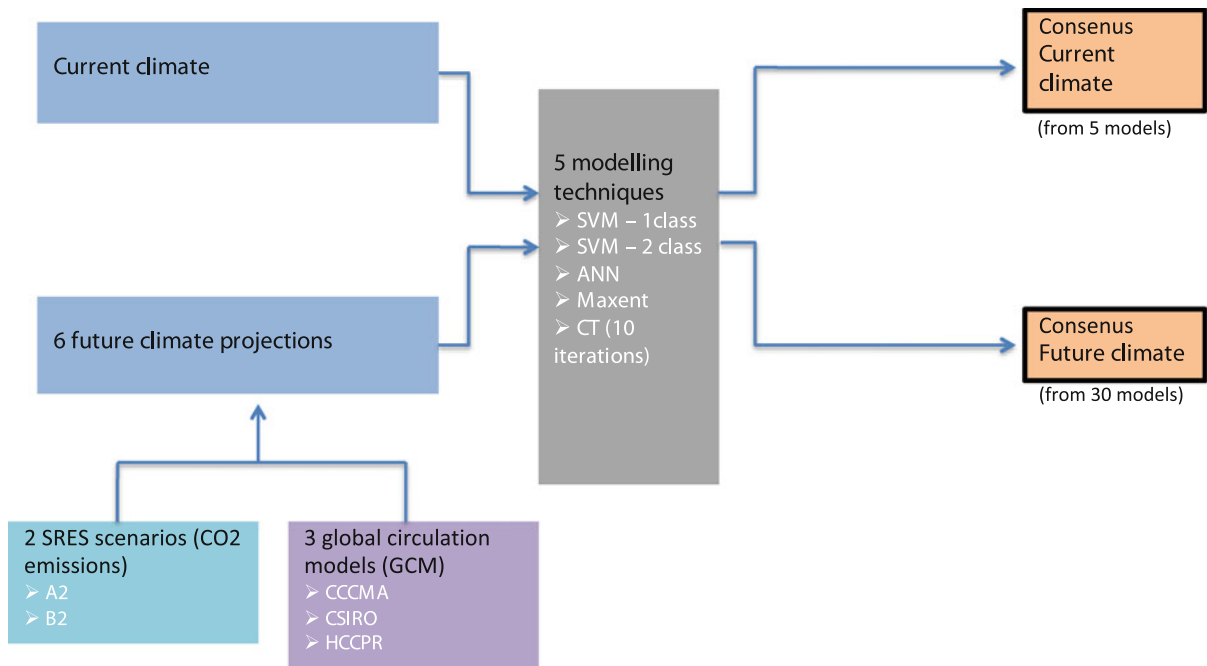 Current climate
6 future climate projections
2 SRES scenarios (CO2
emissions)
➢ A2
➢ B2
3 global circulation
models (GCM)
➢ CCCMA
➢ CSIRO
➢ HCCPR
5 modelling
techniques
➢ SVM – 1class
➢ SVM – 2 class
➢ ANN
➢ Maxent
➢ CT (10
iterations)
Consenus
Current
climate
(from 5 models)
Consenus
Future climate
(from 30 models)